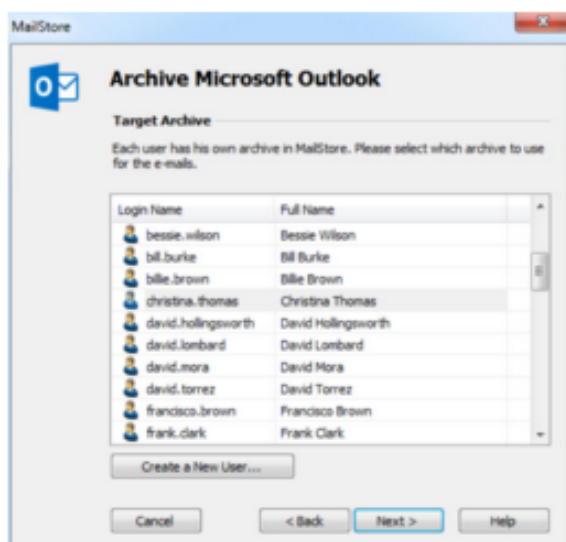 MailStore
Archive Microsoft Outlook
Target Archive
Each user has his own archive in MailStore. Please select which archive to use
for the e-mails.
Login Name Full Name
bessie.wilson Bessie Wilson
bill.burke Bill Burke
billie.brown Billie Brown
christina.thomas Christina Thomas
david.hollingsworth David Hollingsworth
david.lombard David Lombard
david.mora David Mora
david.torrez David Torrez
francisco.brown Francisco Brown
frank.clark Frank Clark
Create a New User...
Cancel < Back Next > Help